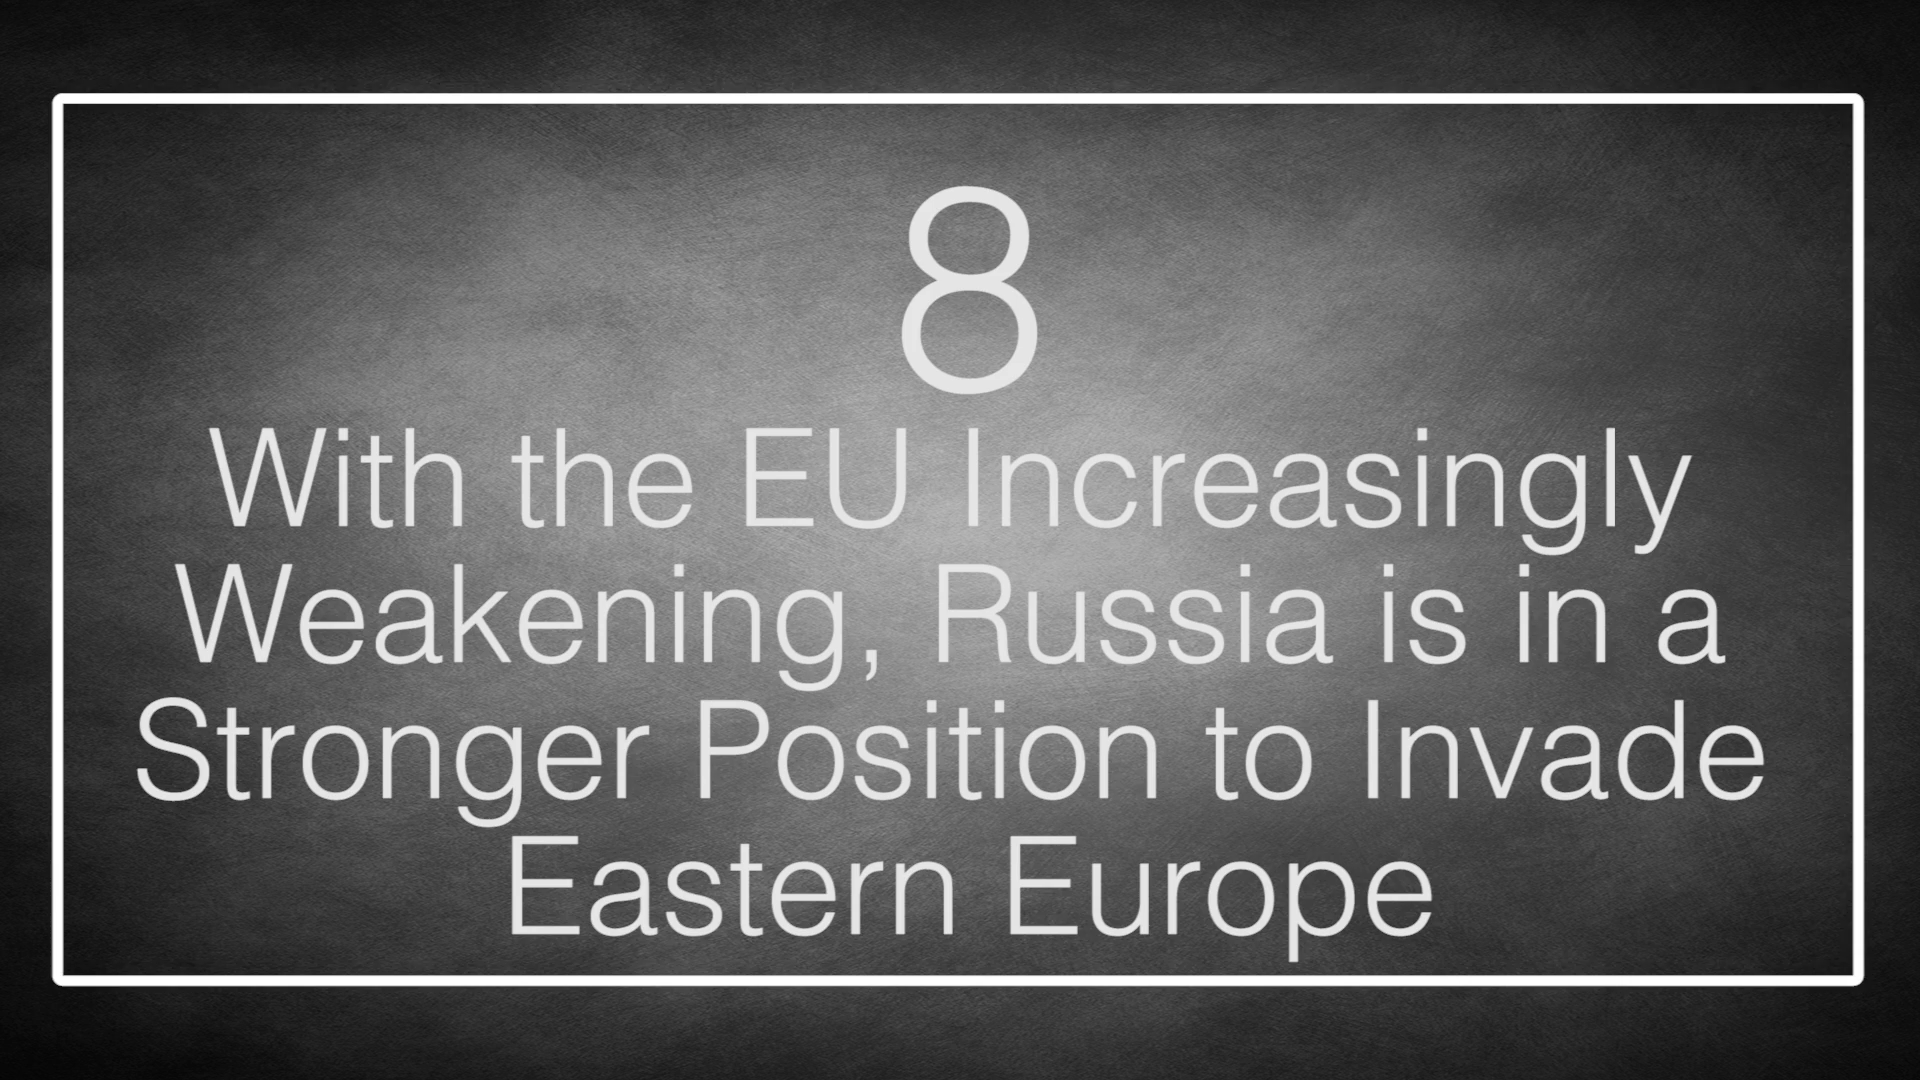 8
With the EU Increasingly
Weakening, Russia is in a
Stronger Position to Invade
Eastern Europe